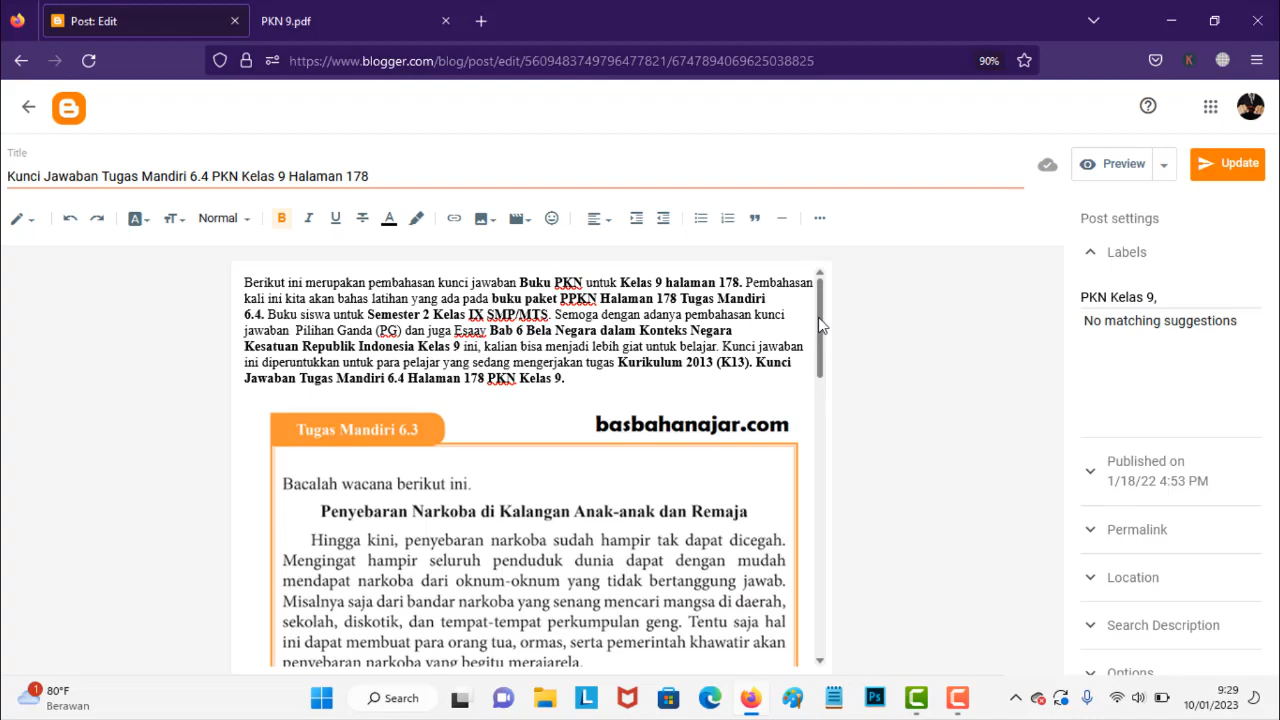 Post: Edit
PKN 9.pdf
https://www.blogger.com/blog/post/edit/5609483749796477821/6747894069625038825
90%
Title
Kunci Jawaban Tugas Mandiri 6.4 PKN Kelas 9 Halaman 178
Preview
Update
Normal
Berikut ini merupakan pembahasan kunci jawaban Buku PKN untuk Kelas 9 halaman 178. Pembahasan
kali ini kita akan bahas latihan yang ada pada buku paket PPKN Halaman 178 Tugas Mandiri
6.4. Buku siswa untuk Semester 2 Kelas IX SMP/MTS. Semoga dengan adanya pembahasan kunci
jawaban Pilihan Ganda (PG) dan juga Esaay Bab 6 Bela Negara dalam Konteks Negara
Kesatuan Republik Indonesia Kelas 9 ini, kalian bisa menjadi lebih giat untuk belajar. Kunci jawaban
ini diperuntukkan untuk para pelajar yang sedang mengerjakan tugas Kurikulum 2013 (K13). Kunci
Jawaban Tugas Mandiri 6.4 Halaman 178 PKN Kelas 9.
Tugas Mandiri 6.3
basbahanajar.com
Bacalah wacana berikut ini.
Penyebaran Narkoba di Kalangan Anak-anak dan Remaja
Hingga kini, penyebaran narkoba sudah hampir tak dapat dicegah.
Mengingat hampir seluruh penduduk dunia dapat dengan mudah
mendapat narkoba dari oknum-oknum yang tidak bertanggung jawab.
Misalnya saja dari bandar narkoba yang senang mencari mangsa di daerah,
sekolah, diskotik, dan tempat-tempat perkumpulan geng. Tentu saja hal
ini dapat membuat para orang tua, ormas, serta pemerintah khawatir akan
penyebaran narkoba yang begitu merajarela.
Post settings
Labels
PKN Kelas 9,
No matching suggestions
Published on
1/18/22 4:53 PM
Permalink
Location
Search Description
Options
1
80°F
Berawan
Search
9:29
10/01/2023